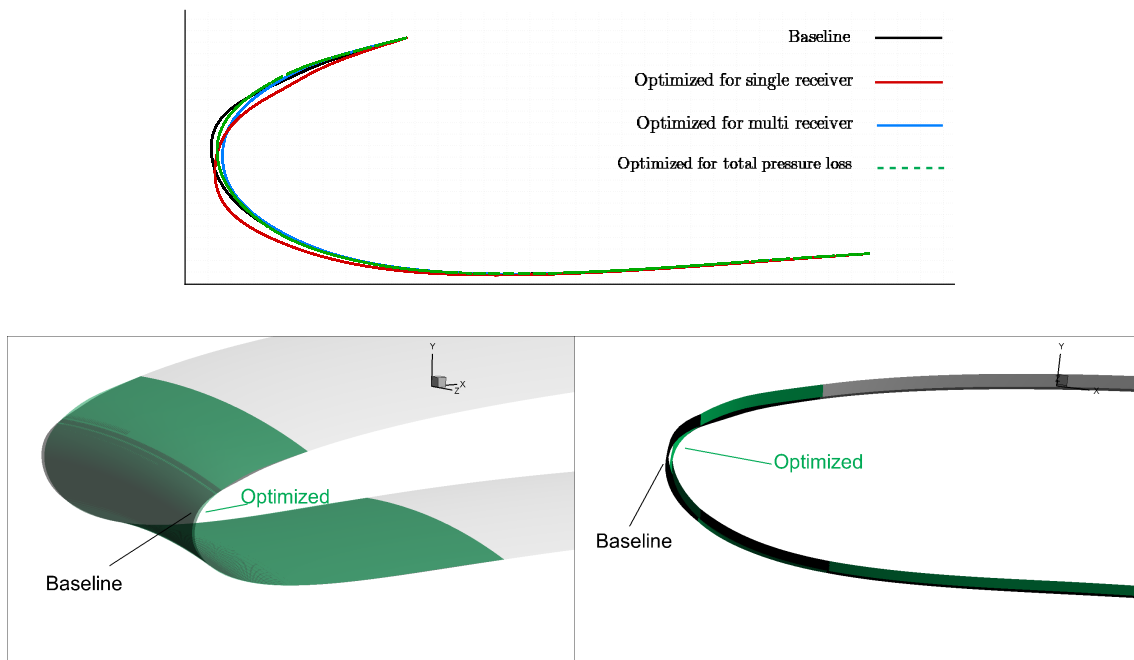 Baseline
Optimized for single receiver
Optimized for multi receiver
Optimized for total pressure loss
Y
X
Z
Optimized
Baseline
Y
Z
X
Optimized
Baseline